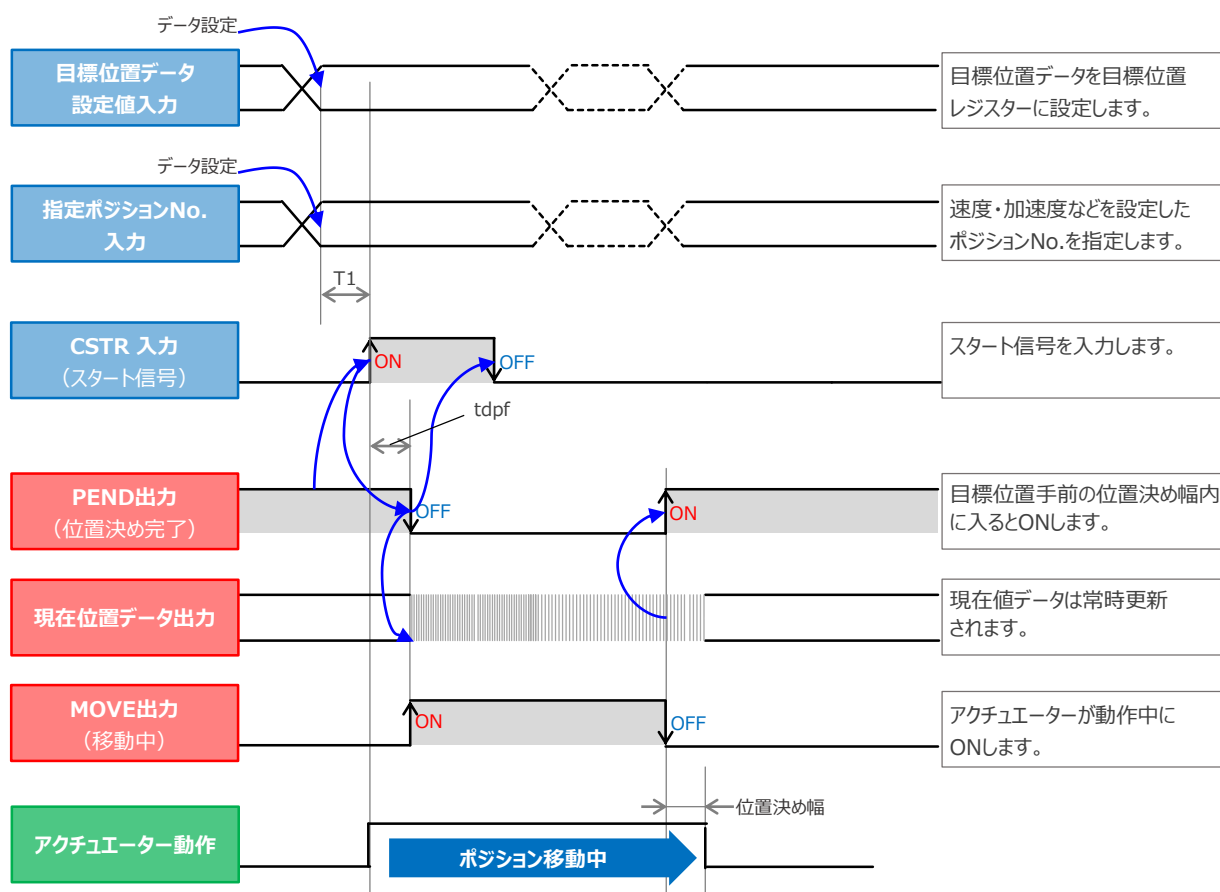 データ設定
目標位置データ
設定値入力
目標位置データを目標位置
レジスターに設定します。
データ設定
指定ポジションNo.
入力
速度・加速度などを設定した
ポジションNo.を指定します。
T1
CSTR 入力
（スタート信号）
ON
OFF
スタート信号を入力します。
tdpf
PEND出力
（位置決め完了）
OFF
ON
目標位置手前の位置決め幅内
に入るとONします。
現在位置データ出力
現在値データは常時更新
されます。
MOVE出力
（移動中）
ON
OFF
アクチュエーターが動作中に
ONします。
位置決め幅
アクチュエーター動作
ポジション移動中